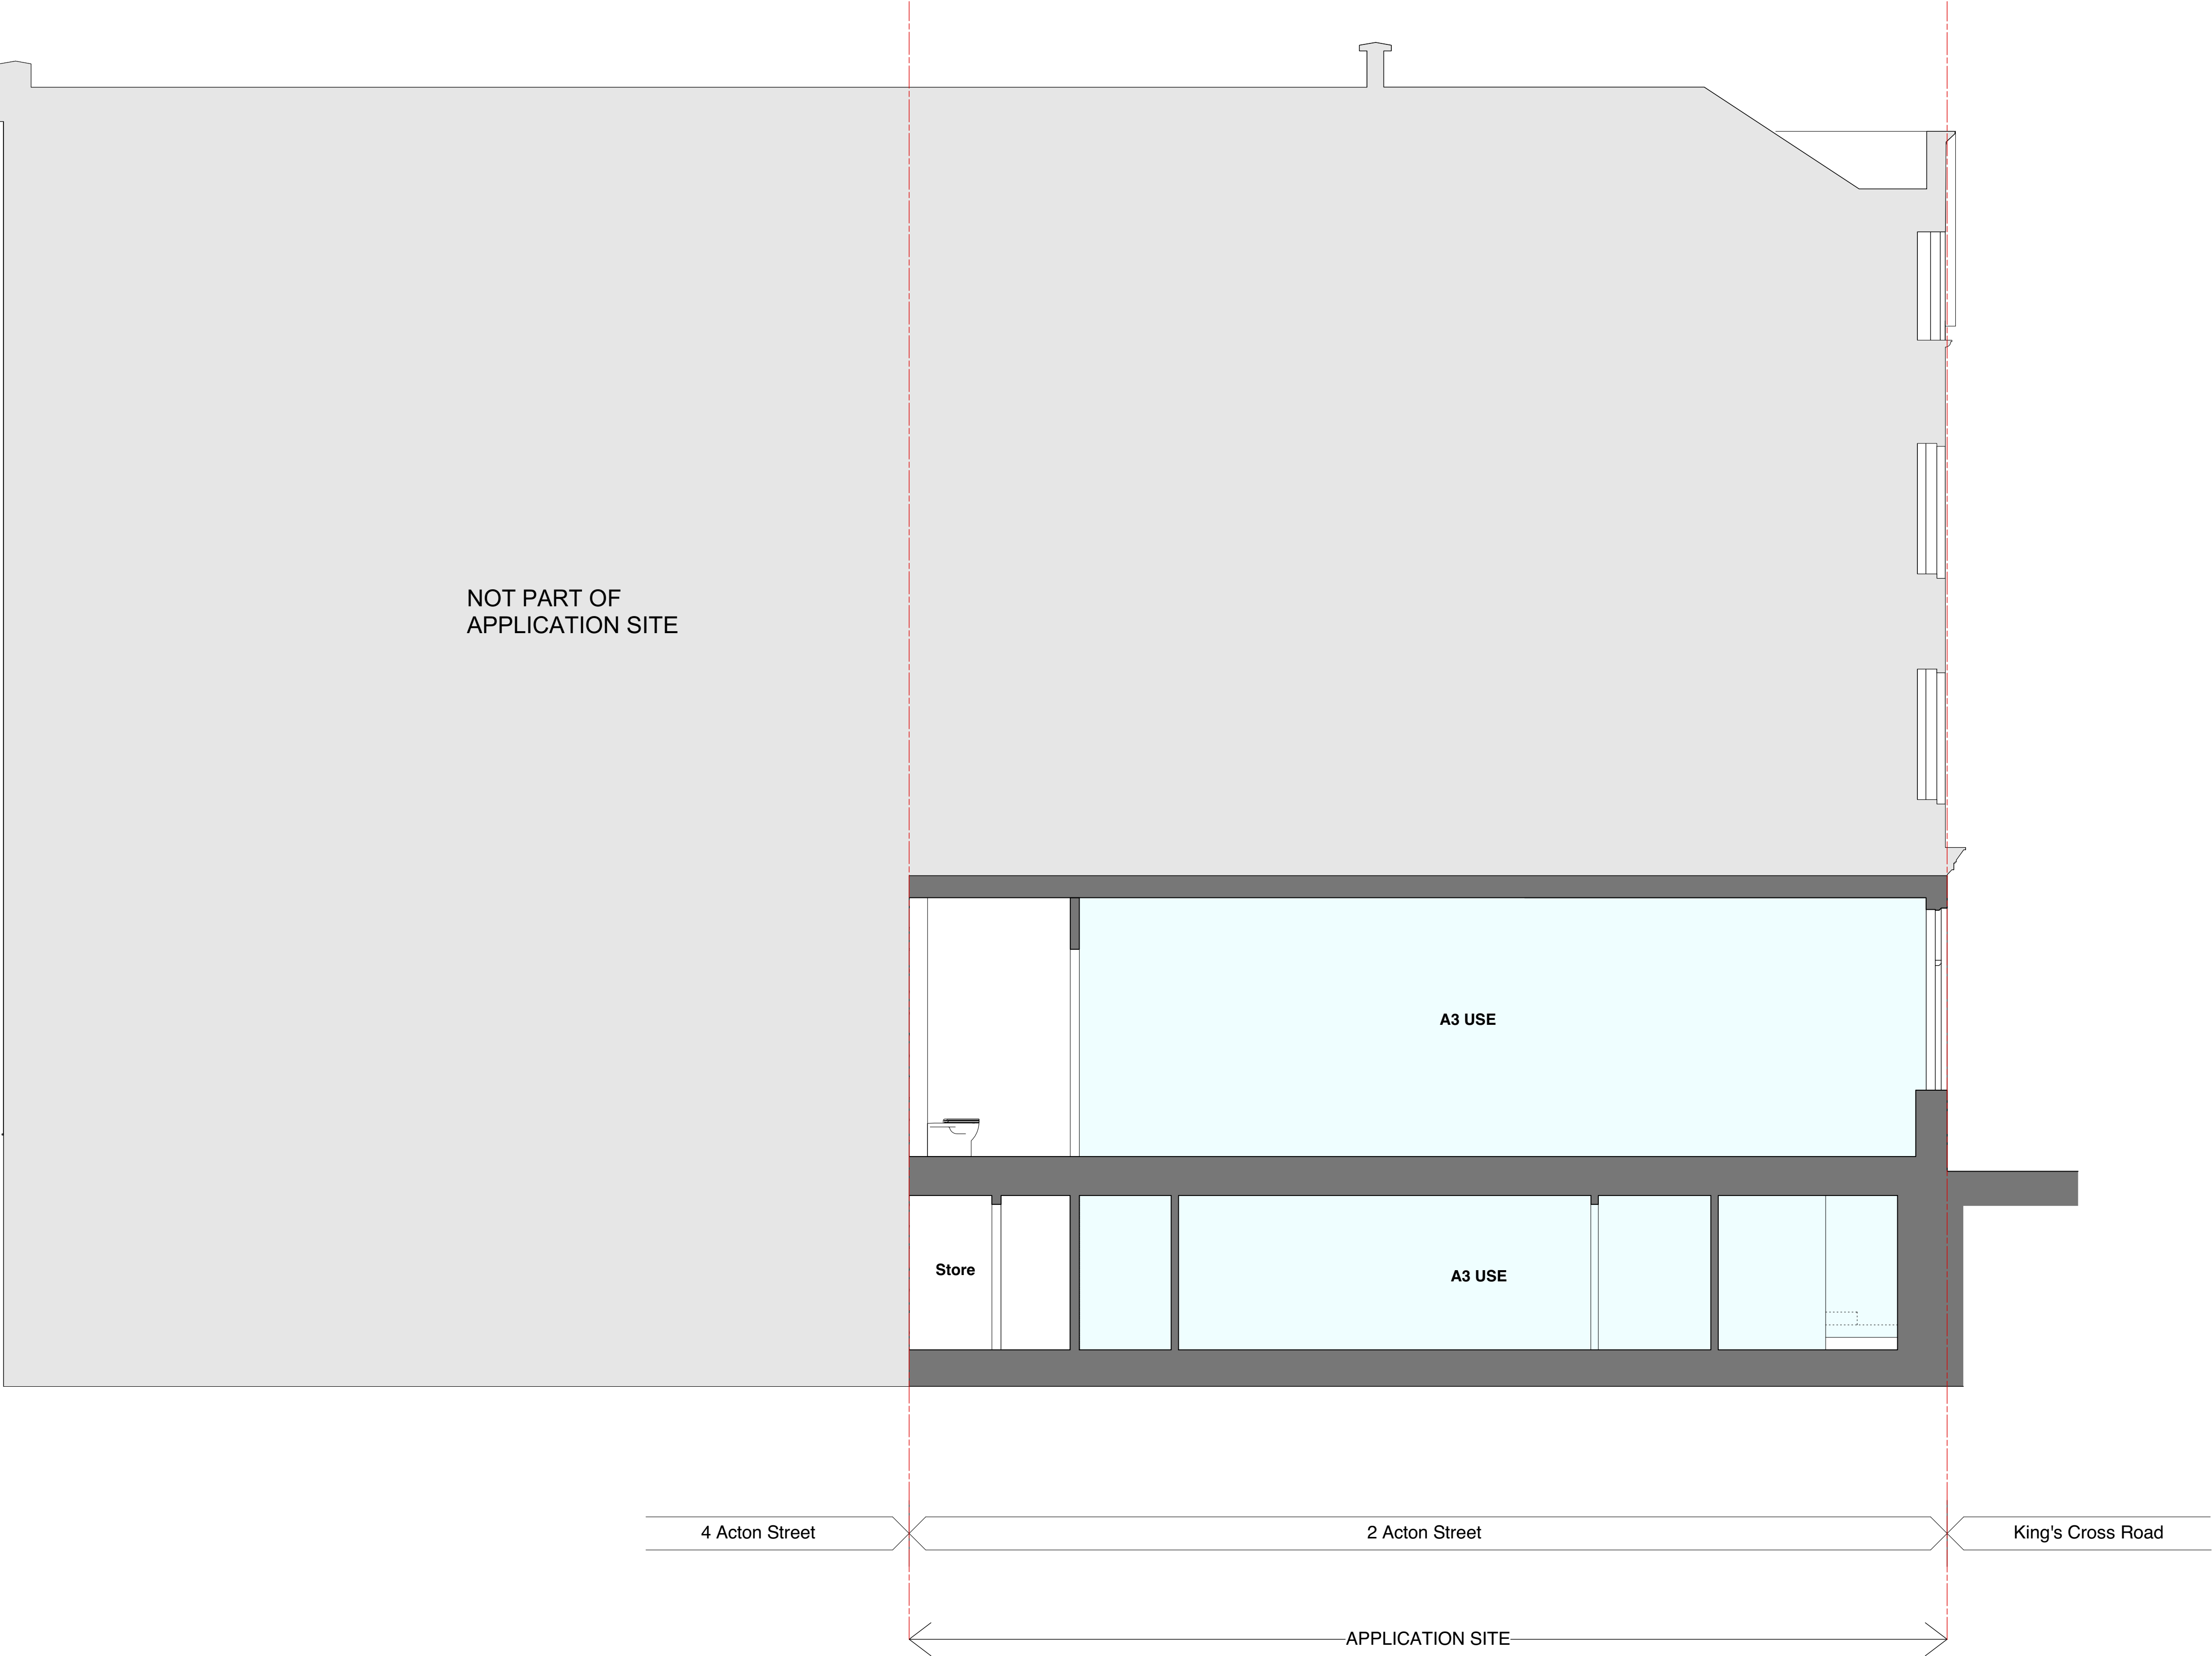 NOT PART OF
APPLICATION SITE
A3 USE
Store
A3 USE
4 Acton Street
2 Acton Street
King's Cross Road
APPLICATION SITE